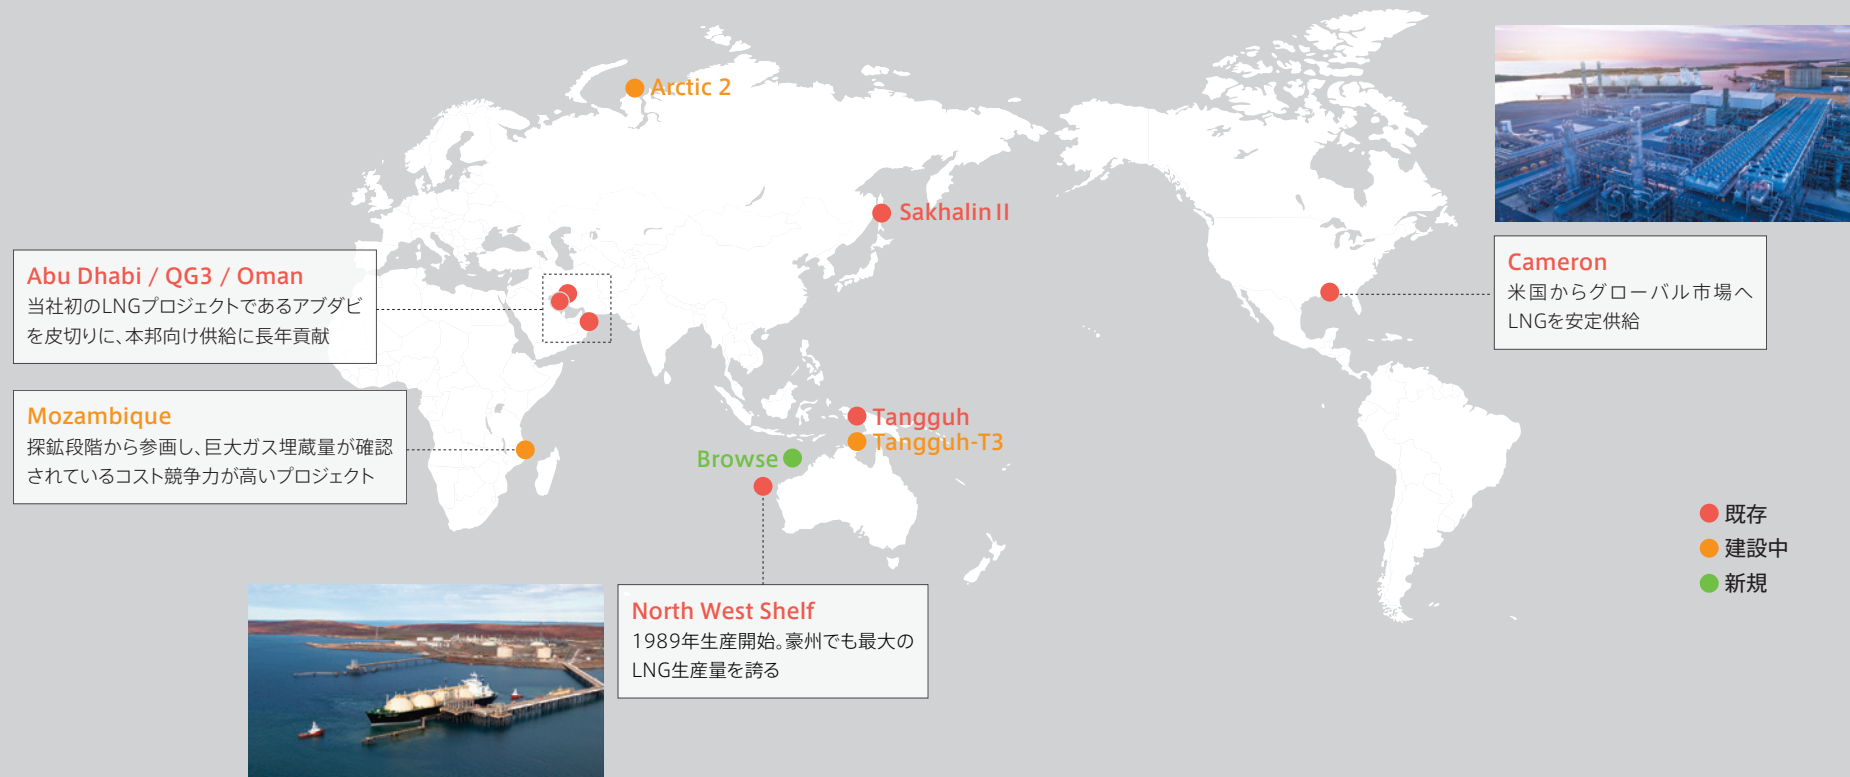 Arctic 2
Sakhalin II
Abu Dhabi / QG3 / Oman
当社初のLNGプロジェクトであるアブダビ
を皮切りに、本邦向け供給に長年貢献
Cameron
米国からグローバル市場へ
LNGを安定供給
Mozambique
探鉱段階から参画し、巨大ガス埋蔵量が確認
されているコスト競争力が高いプロジェクト
Tangguh
Tangguh-T3
Browse
North West Shelf
1989年生産開始。豪州でも最大の
LNG生産量を誇る
既存
建設中
新規